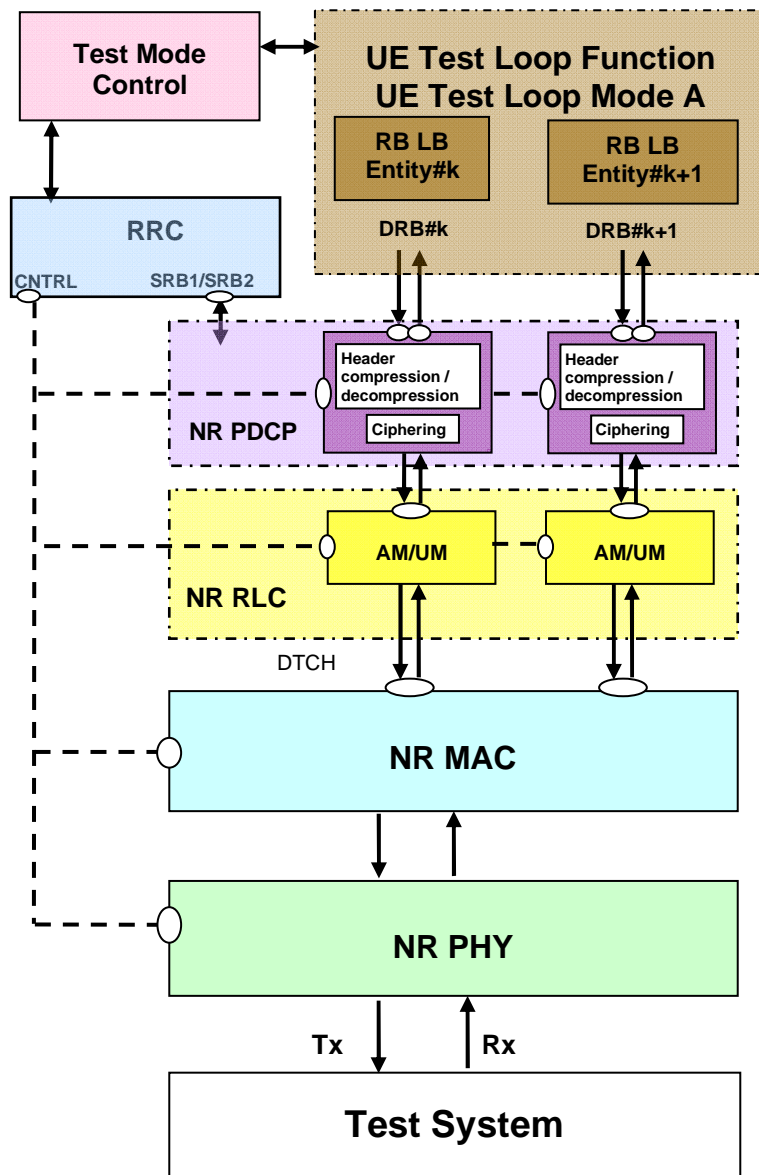 Test Mode
Control
UE Test Loop Function
UE Test Loop Mode A
RB LB
Entity#k
RB LB
Entity#k+1
DRB#k
DRB#k+1
RRC
CNTRL
SRB1/SRB2
Header
compression /
decompression
Ciphering
Header
compression /
decompression
Ciphering
NR PDCP
AM/UM
AM/UM
NR RLC
DTCH
NR MAC
NR PHY
Tx
Rx
Test System